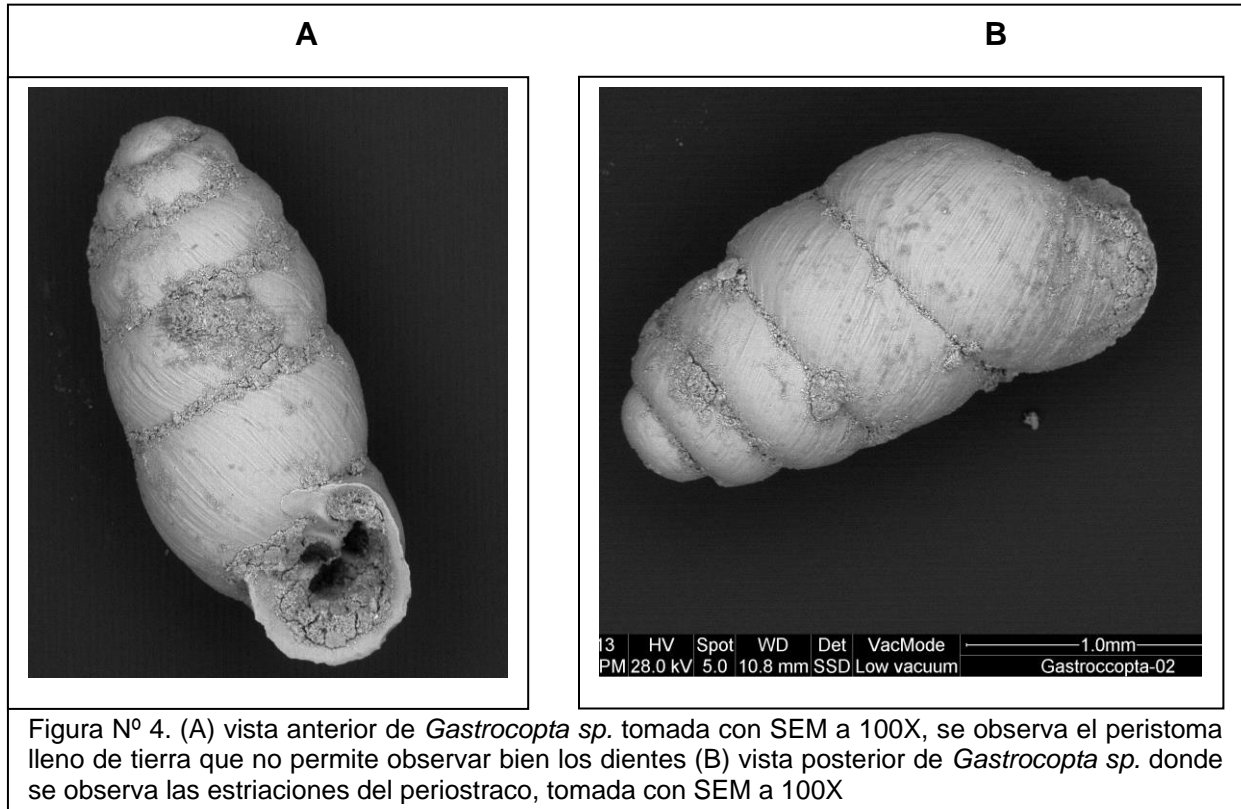 A
B
13 HV Spot WD Det VacMode 1.0mm
PM 28.0 kV 5.0 10.8 mm SSD Low vacuum Gastroccopta-02
Figura Nº 4. (A) vista anterior de Gastrocopta sp. tomada con SEM a 100X, se observa el peristoma
lleno de tierra que no permite observar bien los dientes (B) vista posterior de Gastrocopta sp. donde
se observa las estriaciones del periostraco, tomada con SEM a 100X